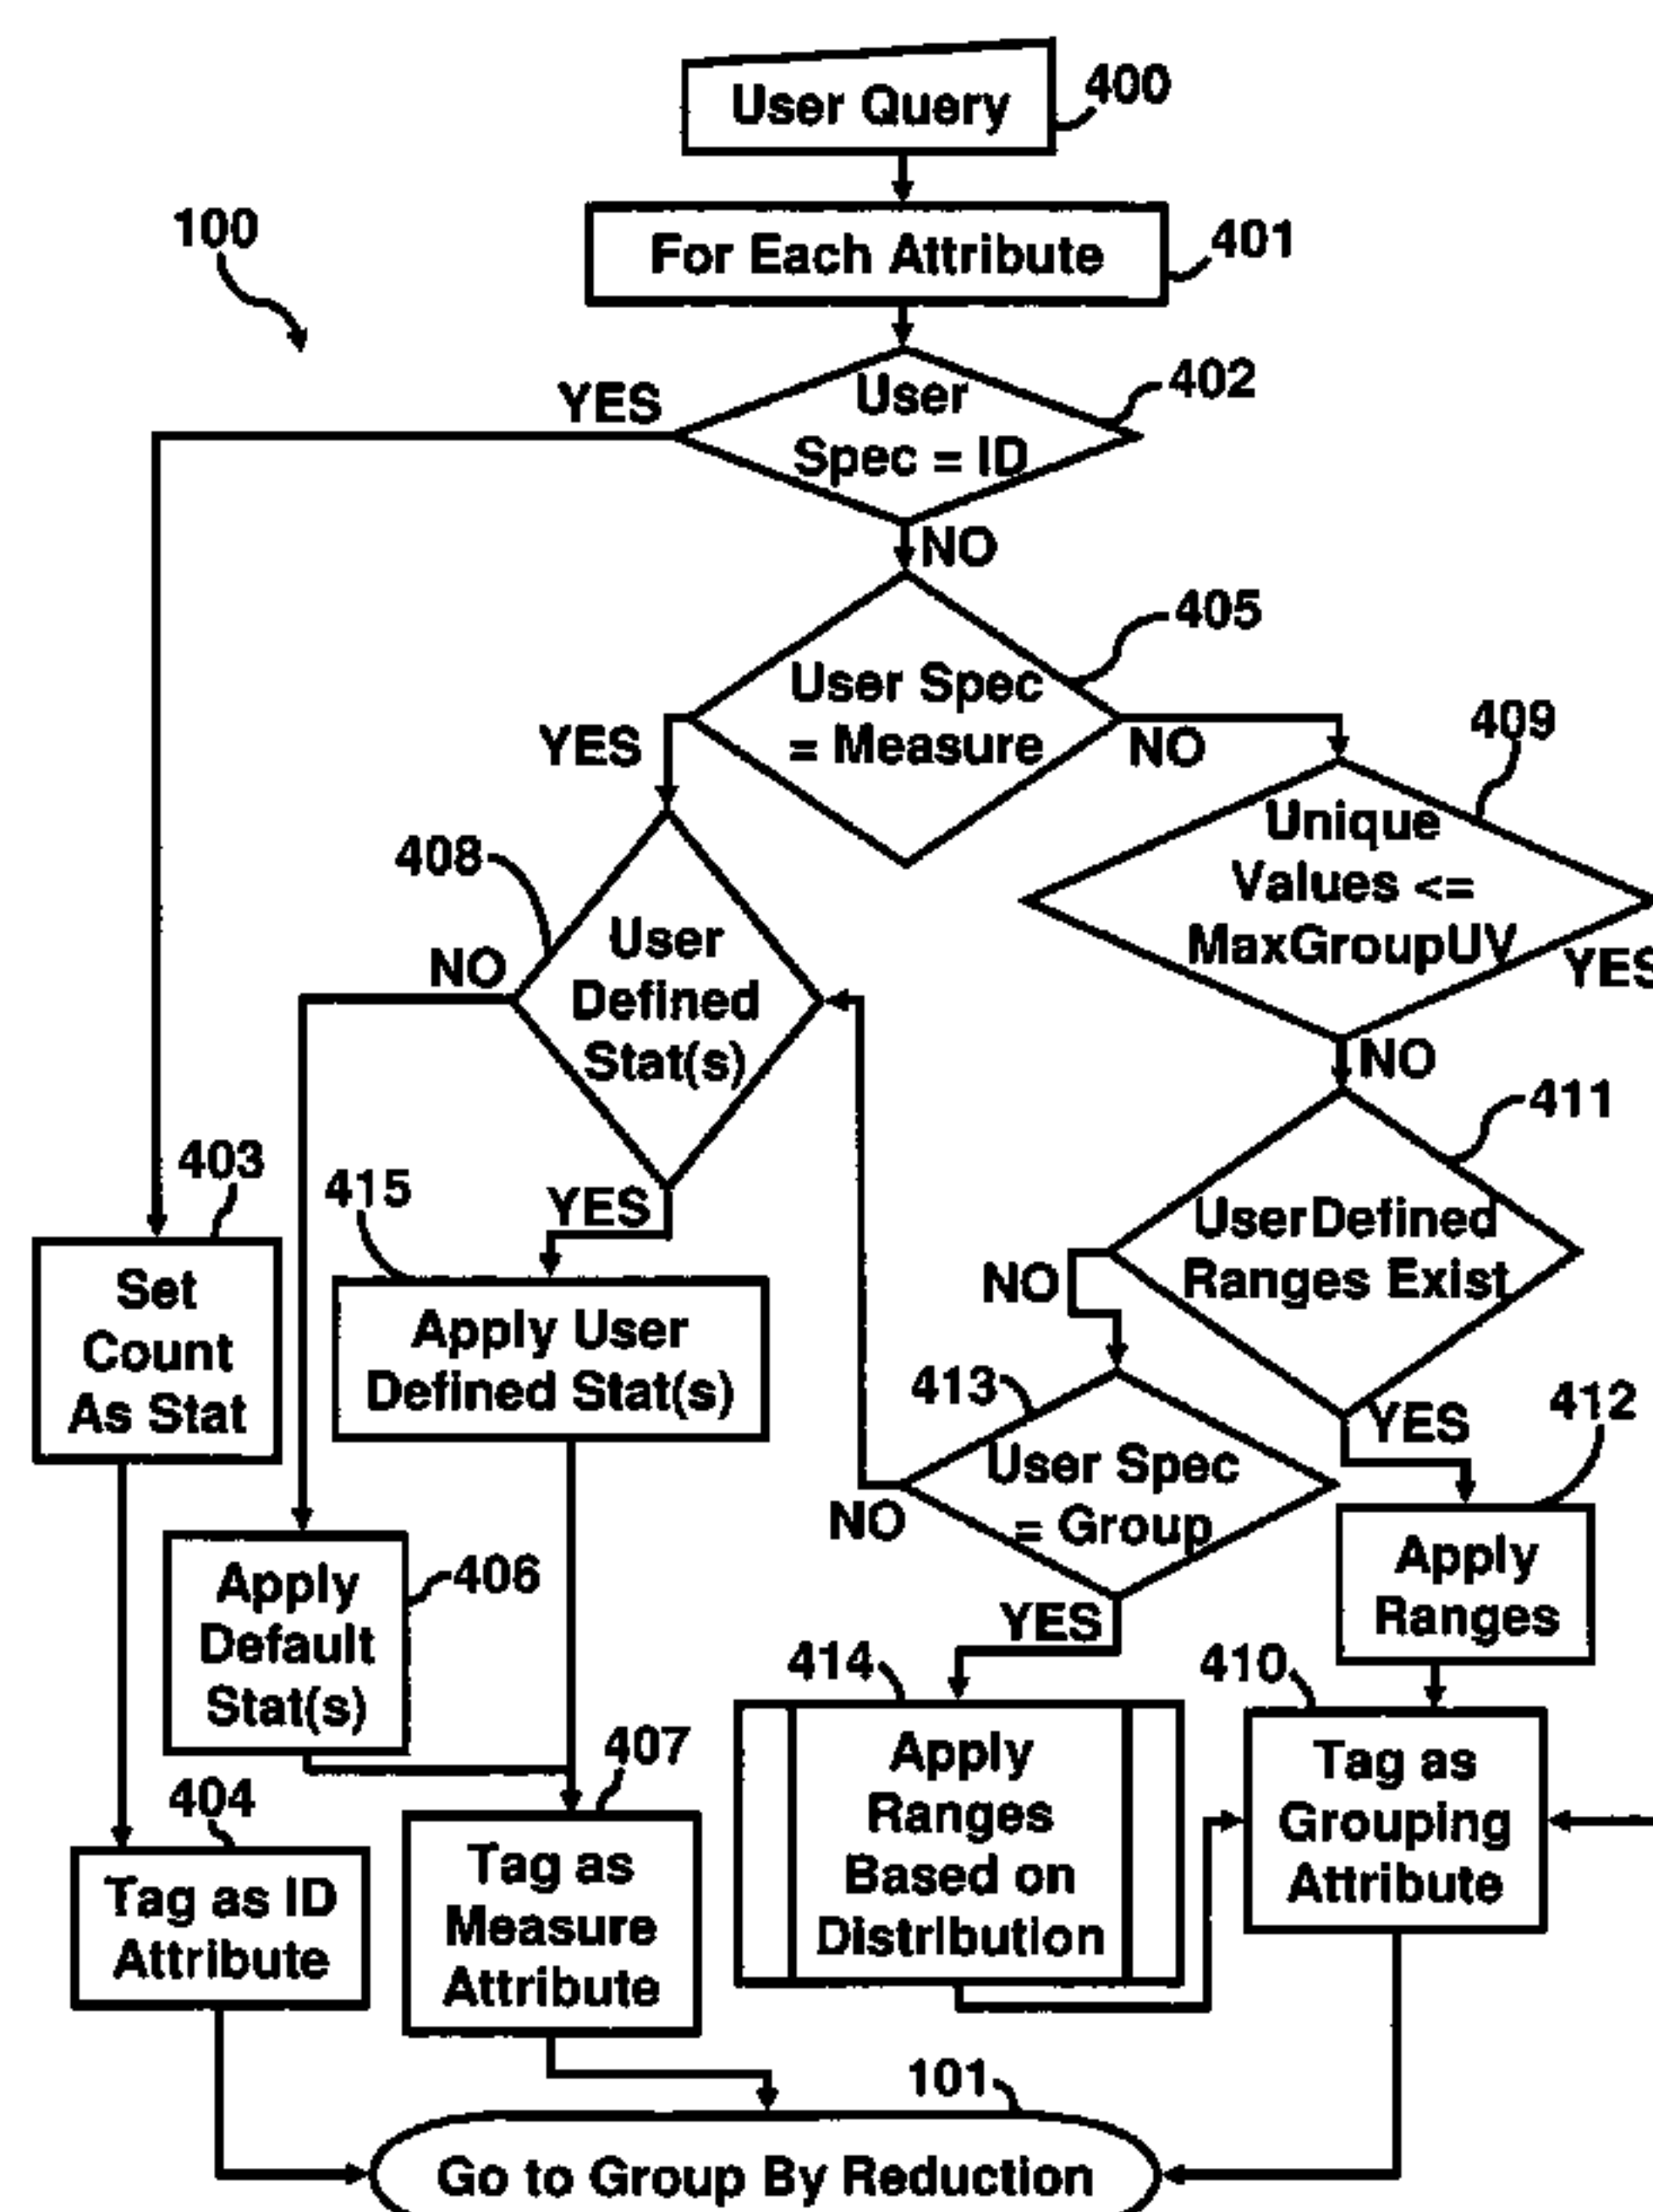 User Query
400
100
For Each Attribute
401
YES
User
Spec = ID
402
NO
User Spec
= Measure
405
YES
NO
409
Unique
Values <=
MaxGroupUV
YES
408
NO
User
Defined
Stat(s)
NO
411
403
415
YES
UserDefined
Ranges Exist
NO
Set
Count
As Stat
Apply User
Defined Stat(s)
413
YES
412
User Spec
= Group
NO
Apply
Default
Stat(s)
406
YES
Apply
Ranges
414
410
Apply
Ranges
Based on
Distribution
Tag as
Grouping
Attribute
404
407
Tag as ID
Attribute
Tag as
Measure
Attribute
101
Go to Group By Reduction